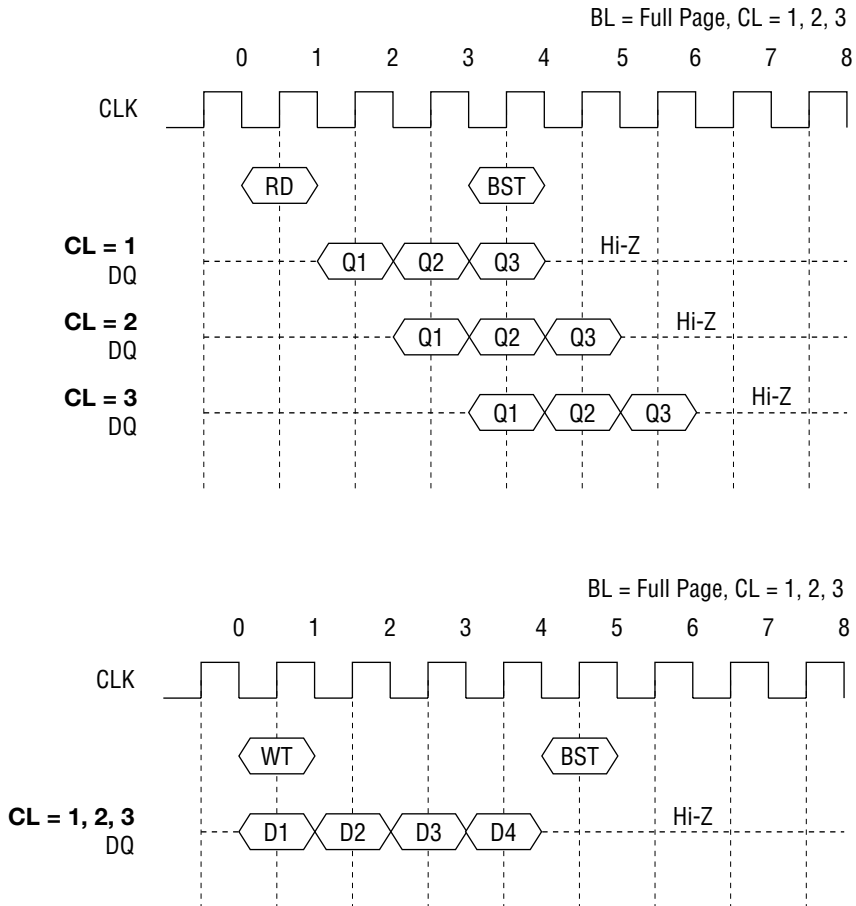 BL = Full Page, CL = 1, 2, 3
0 1 2 3 4 5 6 7 8
CLK
RD BST
CL = 1
DQ
Q1 Q2 Q3 Hi-Z
CL = 2
DQ
Q1 Q2 Q3 Hi-Z
CL = 3
DQ
Q1 Q2 Q3 Hi-Z
BL = Full Page, CL = 1, 2, 3
0 1 2 3 4 5 6 7 8
CLK
WT BST
CL = 1, 2, 3
DQ
D1 D2 D3 D4 Hi-Z